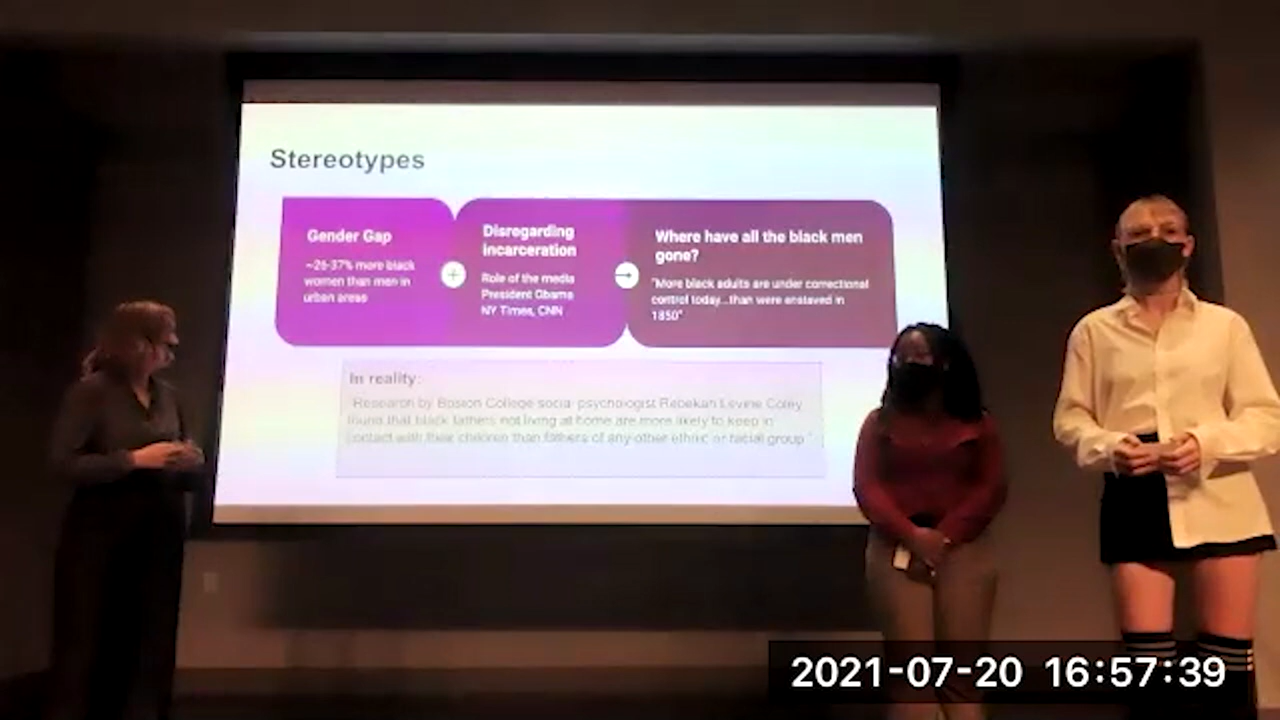 Stereotypes
Gender Gap
~26-37% more black
women than men in
urban areas
Disregarding
incarceration
Role of the media
President Obama
NY Times, CNN
Where have all the black men
gone?
"More black adults are under correctional
control today...than were enslaved in
1850"
In reality:
"Research by Boston College social psychologist Rebekah Levine Coley
found that black fathers not living at home are more likely to keep in
contact with their children than fathers of any other ethnic or racial group."
2021-07-20 16:57:39